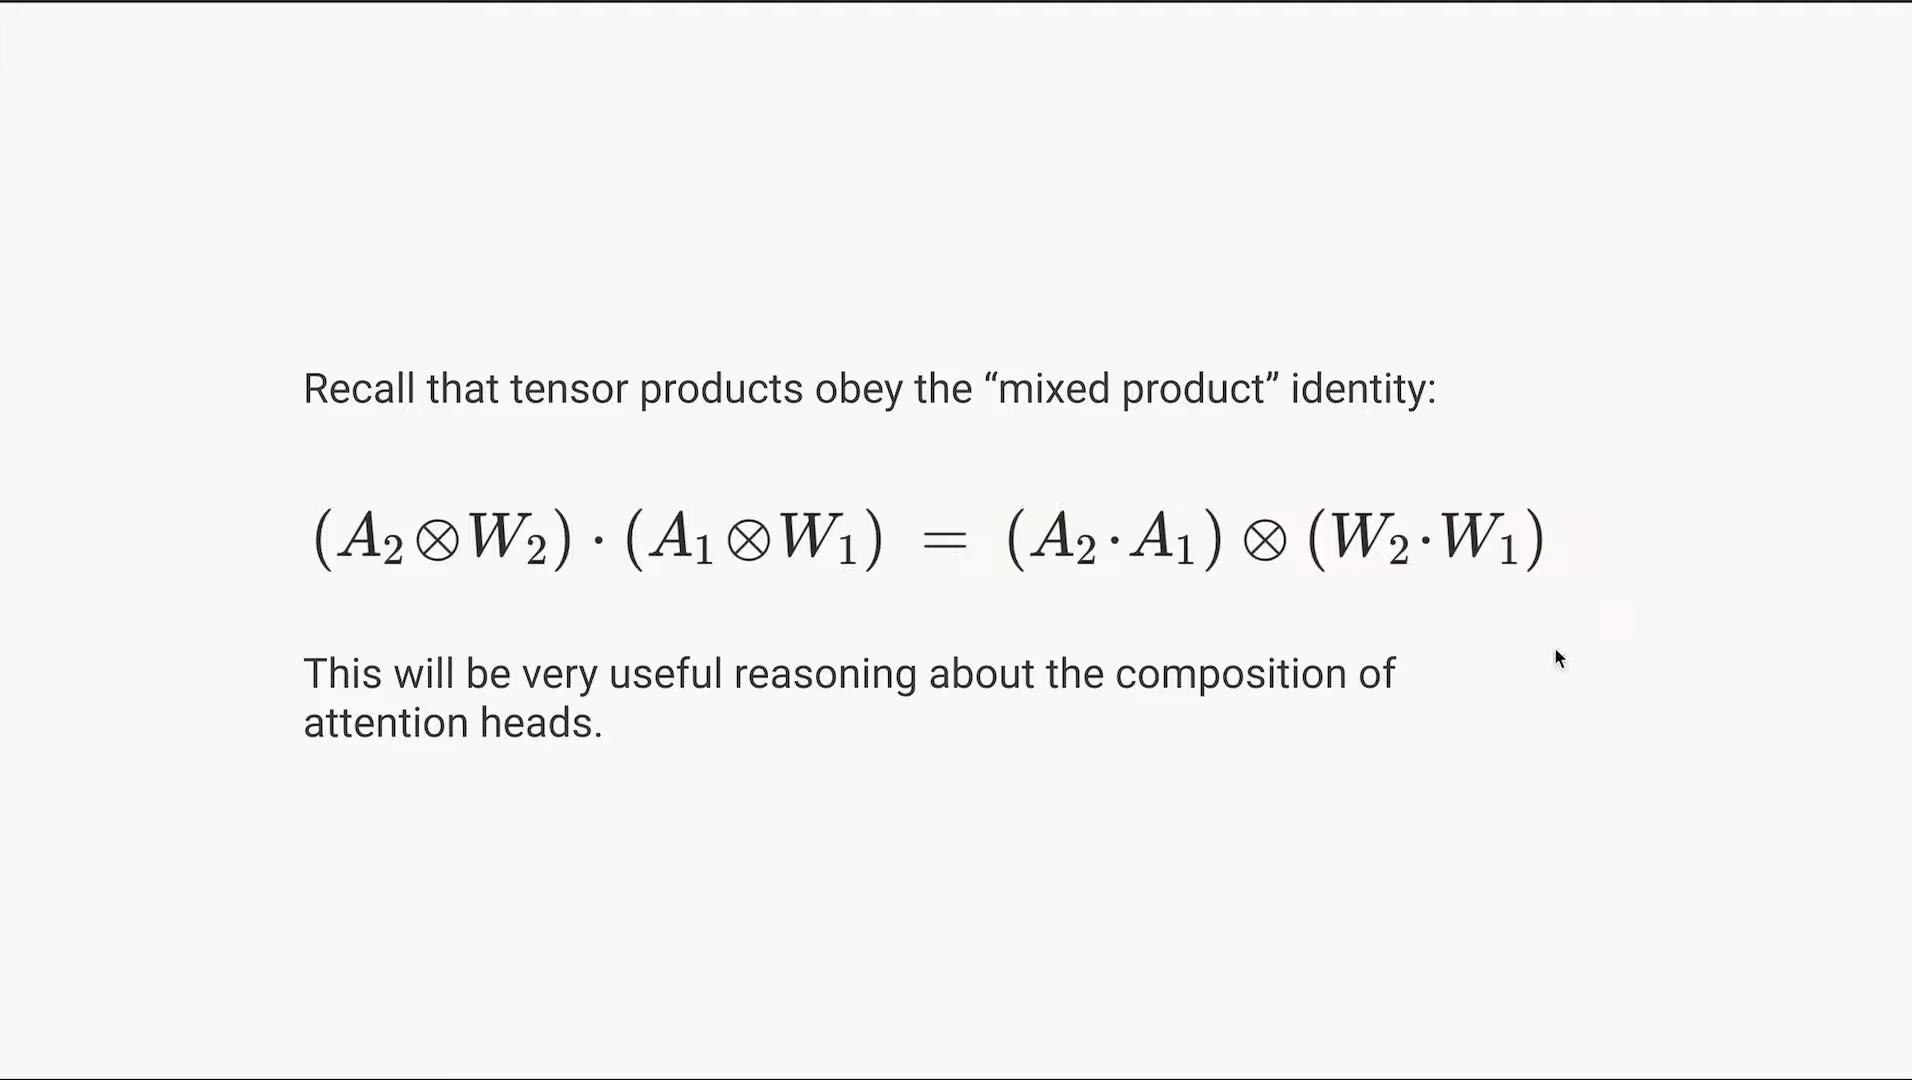 Recall that tensor products obey the “mixed product” identity:
(A₂⊗W₂)·(A₁⊗W₁) = (A₂·A₁)⊗(W₂·W₁)
This will be very useful reasoning about the composition of
attention heads.